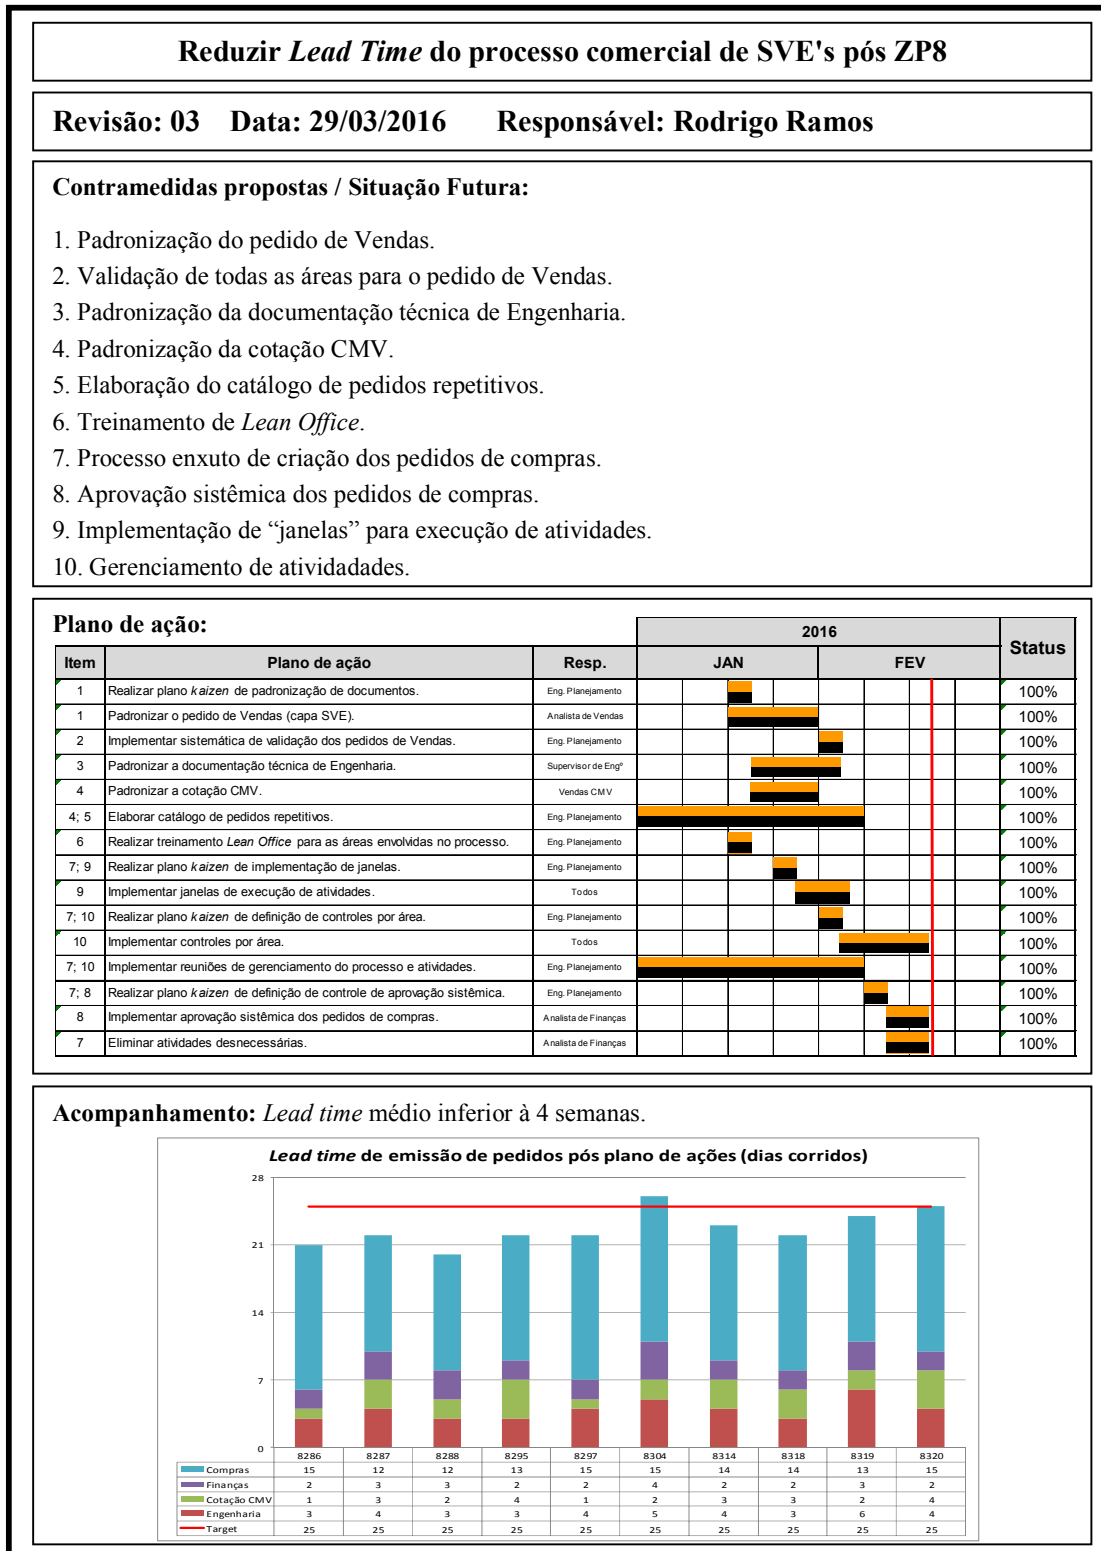 Reduzir Lead Time do processo comercial de SVE's pós ZP8
Revisão: 03 Data: 29/03/2016 Responsável: Rodrigo Ramos
Contramedidas propostas / Situação Futura:
1. Padronização do pedido de Vendas.
2. Validação de todas as áreas para o pedido de Vendas.
3. Padronização da documentação técnica de Engenharia.
4. Padronização da cotação CMV.
5. Elaboração do catálogo de pedidos repetitivos.
6. Treinamento de Lean Office.
7. Processo enxuto de criação dos pedidos de compras.
8. Aprovação sistêmica dos pedidos de compras.
9. Implementação de “janelas” para execução de atividades.
10. Gerenciamento de atividadades.
Plano de ação:
2016
Status
Item Plano de ação Resp. JAN FEV
1 Realizar plano kaizen de padronização de documentos. Eng. Planejamento 100%
1 Padronizar o pedido de Vendas (capa SVE). Analista de Vendas 100%
2 Implementar sistemática de validação dos pedidos de Vendas. Eng. Planejamento 100%
3 Padronizar a documentação técnica de Engenharia. Supervisor de Engº 100%
4 Padronizar a cotação CMV. Vendas CMV 100%
4; 5 Elaborar catálogo de pedidos repetitivos. Eng. Planejamento 100%
6 Realizar treinamento Lean Office para as áreas envolvidas no processo. Eng. Planejamento 100%
7; 9 Realizar plano kaizen de implementação de janelas. Eng. Planejamento 100%
9 Implementar janelas de execução de atividades. Todos 100%
7; 10 Realizar plano kaizen de definição de controles por área. Eng. Planejamento 100%
10 Implementar controles por área. Todos 100%
7; 10 Implementar reuniões de gerenciamento do processo e atividades. Eng. Planejamento 100%
7; 8 Realizar plano kaizen de definição de controle de aprovação sistêmica. Eng. Planejamento 100%
8 Implementar aprovação sistêmica dos pedidos de compras. Analista de Finanças 100%
7 Eliminar atividades desnecessárias. Analista de Finanças 100%
Acompanhamento: Lead time médio inferior à 4 semanas.
Lead time de emissão de pedidos pós plano de ações (dias corridos)
28
21
14
7
0
8286 8287 8288 8295 8297 8304 8314 8318 8319 8320
Compras 15 12 12 13 15 15 14 14 13 15
Finanças 2 3 3 2 2 4 2 2 3 2
Cotação CMV 1 3 2 4 1 2 3 3 2 4
Engenharia 3 4 3 3 4 5 4 3 6 4
Target 25 25 25 25 25 25 25 25 25 25